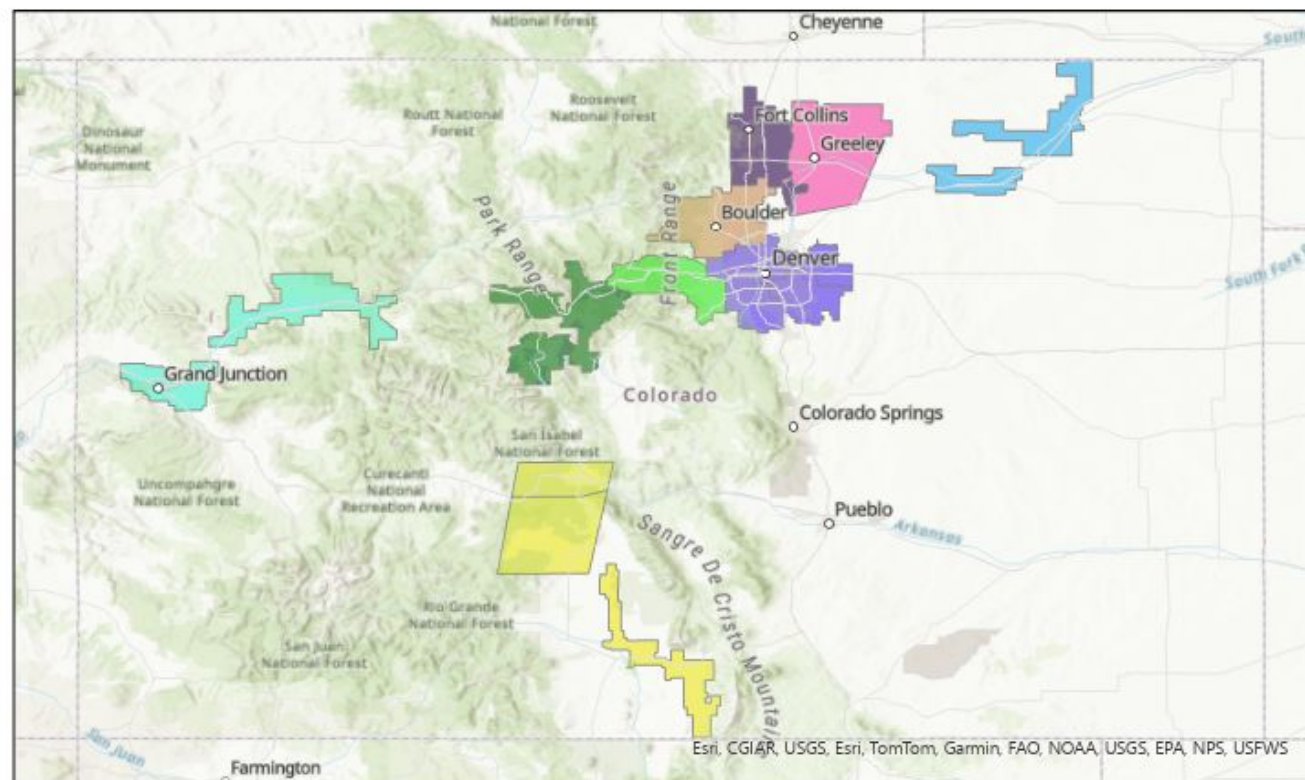 National Forest
Cheyenne
South
Routt National
Forest
Roosevelt
National Forest
Fort Collins
Dinosaur
National
Monument
Greeley
Park Range
Front Range
Boulder
Denver
South Fork
Grand Junction
Colorado
Colorado Springs
San Isabel
National Forest
Uncompahgre
National Forest
Curecanti
National
Recreation Area
Pueblo
Arkansas
Sangre De Cristo Mountai
Rio Grande
National Forest
San Juan
National Forest
San Juan
Farmington
Esri, CGIAR, USGS, Esri, TomTom, Garmin, FAO, NOAA, USGS, EPA, NPS, USFWS